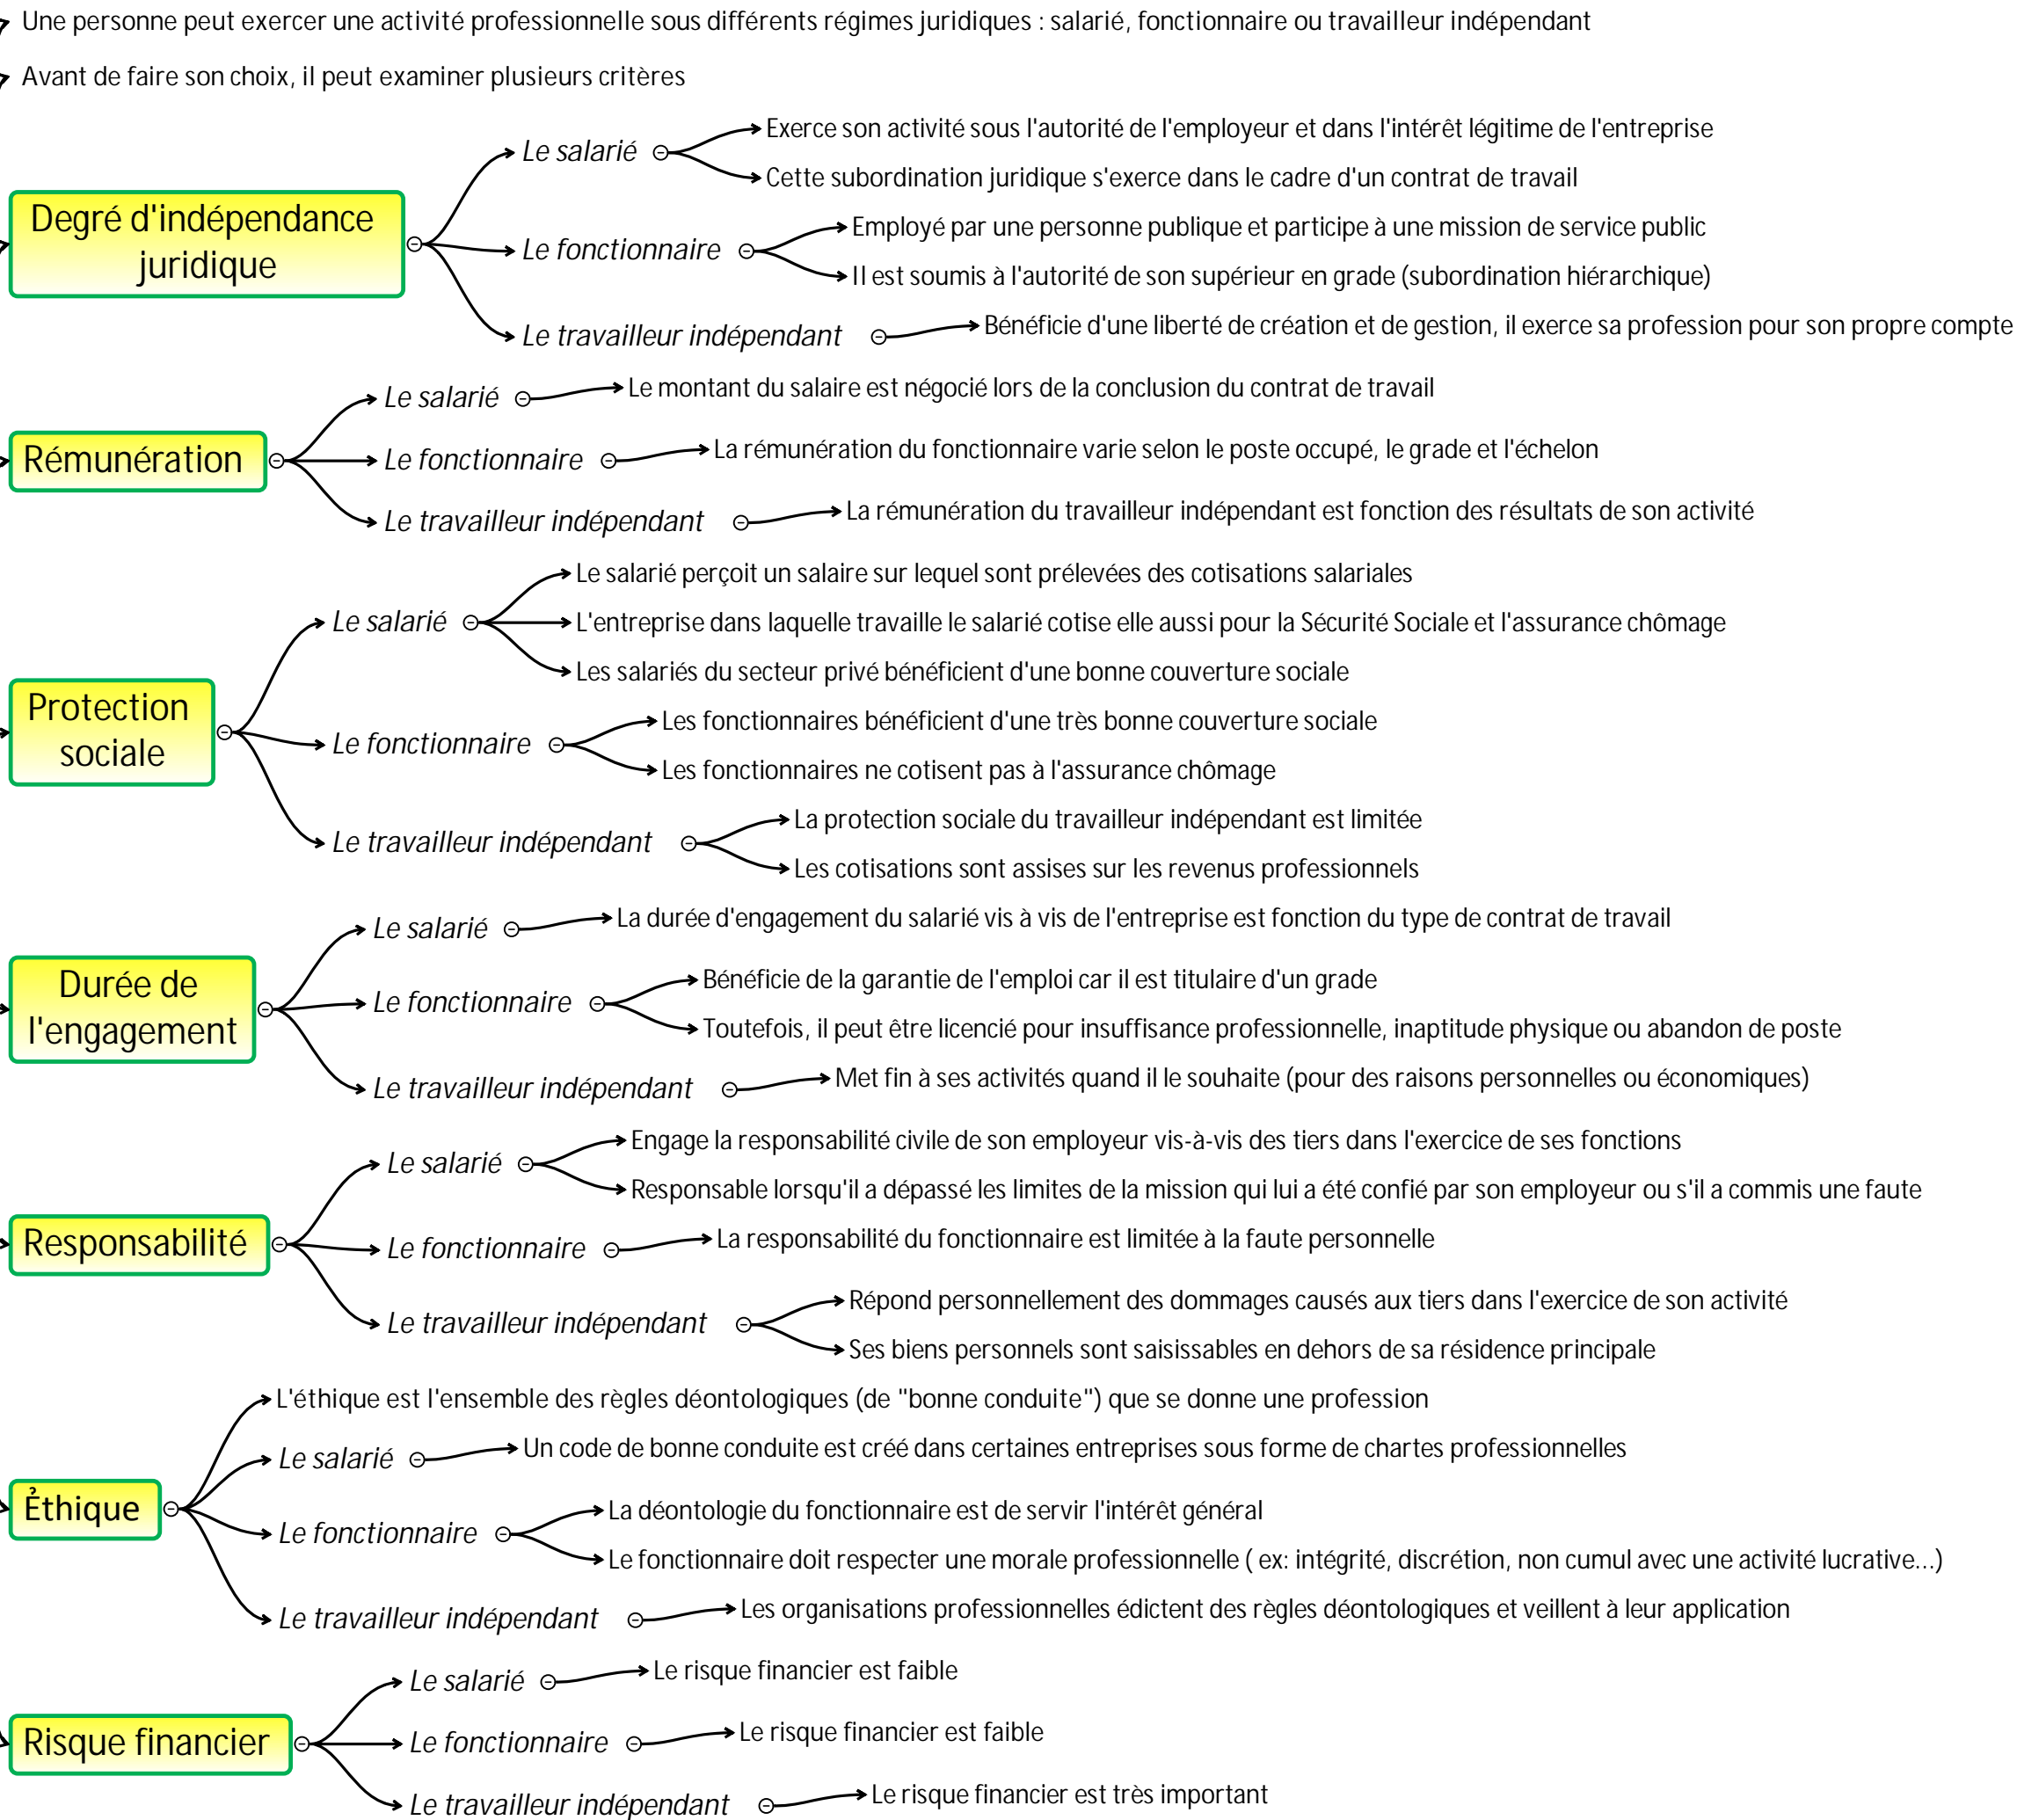 Une personne peut exercer une activité professionnelle sous différents régimes juridiques : salarié, fonctionnaire ou travailleur indépendant
Avant de faire son choix, il peut examiner plusieurs critères
Degré d'indépendance
juridique
Le salarié
Exerce son activité sous l'autorité de l'employeur et dans l'intérêt légitime de l'entreprise
Cette subordination juridique s'exerce dans le cadre d'un contrat de travail
Le fonctionnaire
Employé par une personne publique et participe à une mission de service public
Il est soumis à l'autorité de son supérieur en grade (subordination hiérarchique)
Le travailleur indépendant
Bénéficie d'une liberté de création et de gestion, il exerce sa profession pour son propre compte
Rémunération
Le salarié
Le montant du salaire est négocié lors de la conclusion du contrat de travail
Le fonctionnaire
La rémunération du fonctionnaire varie selon le poste occupé, le grade et l'échelon
Le travailleur indépendant
La rémunération du travailleur indépendant est fonction des résultats de son activité
Protection
sociale
Le salarié
Le salarié perçoit un salaire sur lequel sont prélevées des cotisations salariales
L'entreprise dans laquelle travaille le salarié cotise elle aussi pour la Sécurité Sociale et l'assurance chômage
Les salariés du secteur privé bénéficient d'une bonne couverture sociale
Le fonctionnaire
Les fonctionnaires bénéficient d'une très bonne couverture sociale
Les fonctionnaires ne cotisent pas à l'assurance chômage
Le travailleur indépendant
La protection sociale du travailleur indépendant est limitée
Les cotisations sont assises sur les revenus professionnels
Durée de
l'engagement
Le salarié
La durée d'engagement du salarié vis à vis de l'entreprise est fonction du type de contrat de travail
Le fonctionnaire
Bénéficie de la garantie de l'emploi car il est titulaire d'un grade
Toutefois, il peut être licencié pour insuffisance professionnelle, inaptitude physique ou abandon de poste
Le travailleur indépendant
Met fin à ses activités quand il le souhaite (pour des raisons personnelles ou économiques)
Responsabilité
Le salarié
Engage la responsabilité civile de son employeur vis-à-vis des tiers dans l'exercice de ses fonctions
Responsable lorsqu'il a dépassé les limites de la mission qui lui a été confié par son employeur ou s'il a commis une faute
Le fonctionnaire
La responsabilité du fonctionnaire est limitée à la faute personnelle
Le travailleur indépendant
Répond personnellement des dommages causés aux tiers dans l'exercice de son activité
Ses biens personnels sont saisissables en dehors de sa résidence principale
Ẻthique
L'éthique est l'ensemble des règles déontologiques (de "bonne conduite") que se donne une profession
Le salarié
Un code de bonne conduite est créé dans certaines entreprises sous forme de chartes professionnelles
Le fonctionnaire
La déontologie du fonctionnaire est de servir l'intérêt général
Le fonctionnaire doit respecter une morale professionnelle ( ex: intégrité, discrétion, non cumul avec une activité lucrative...)
Le travailleur indépendant
Les organisations professionnelles édictent des règles déontologiques et veillent à leur application
Risque financier
Le salarié
Le risque financier est faible
Le fonctionnaire
Le risque financier est faible
Le travailleur indépendant
Le risque financier est très important